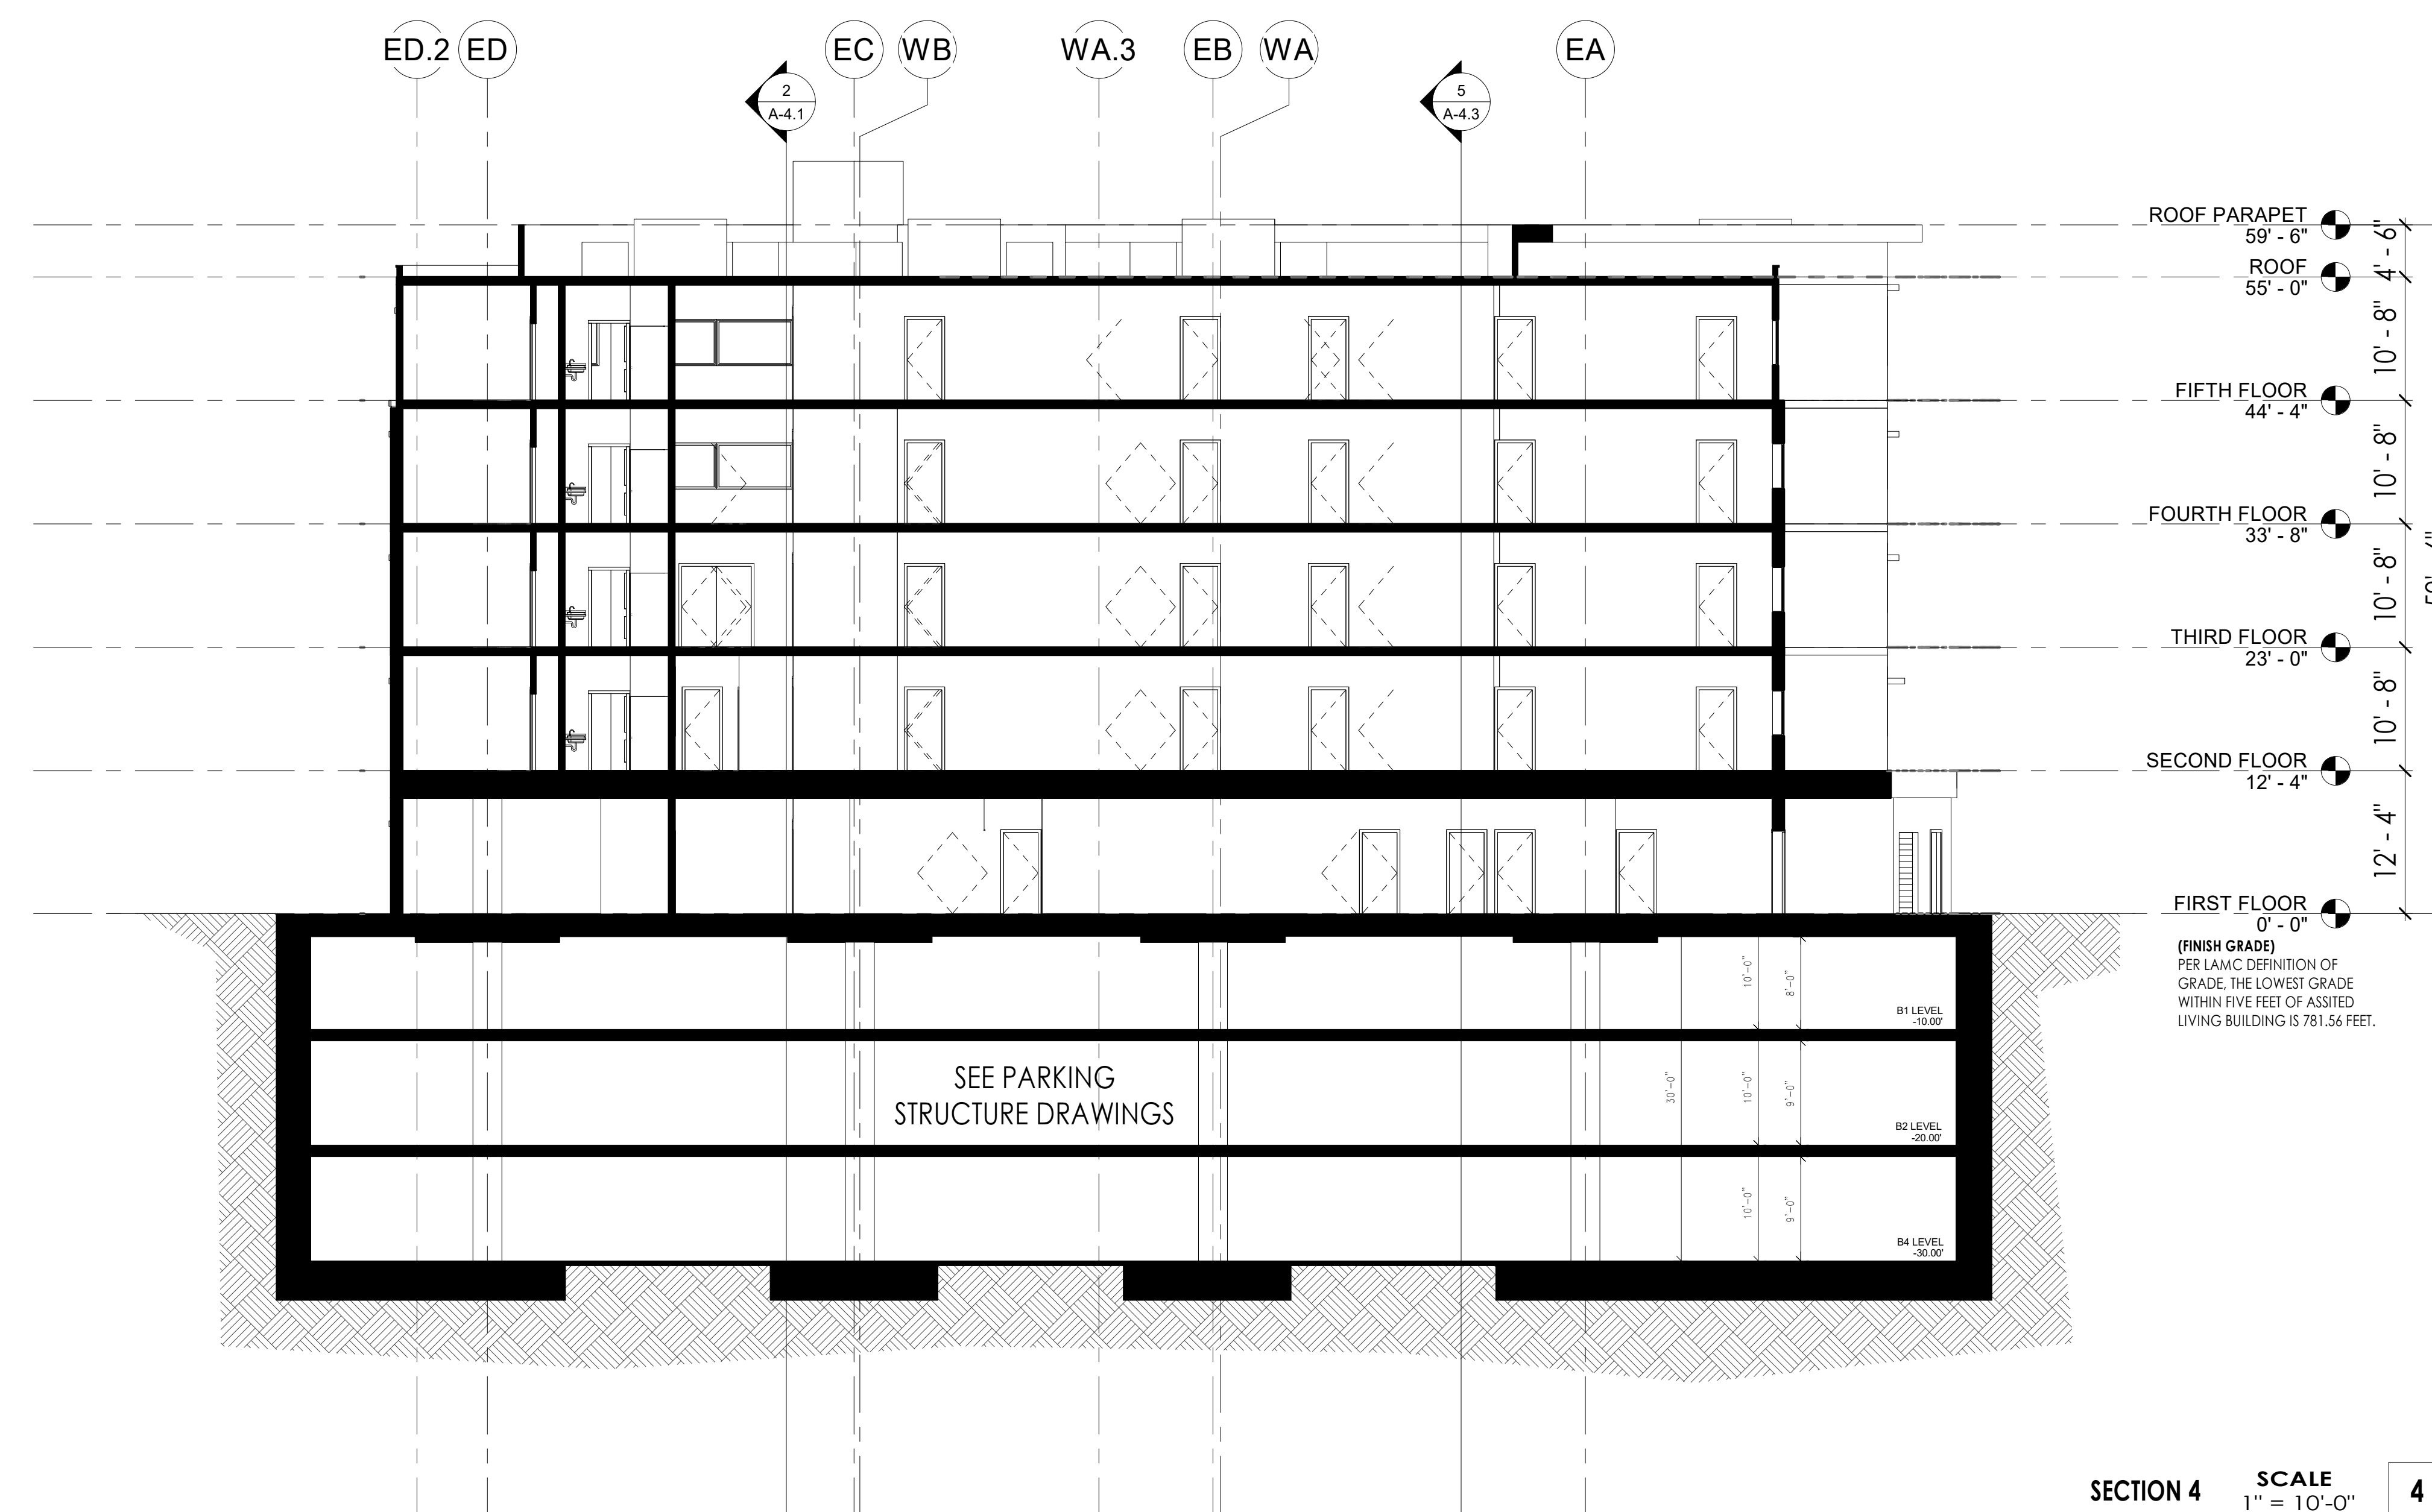 ED.2 ED EC WB WA.3 EB WA EA
2
A-4.1
5
A-4.3
ROOF PARAPET
59' - 6"
4' - 6"
ROOF
55' - 0"
10' - 8"
FIFTH FLOOR
44' - 4"
10' - 8"
FOURTH FLOOR
33' - 8"
10' - 8"
THIRD FLOOR
23' - 0"
10' - 8"
SECOND FLOOR
12' - 4"
12' - 4"
FIRST FLOOR
0' - 0"
(FINISH GRADE)
PER LAMC DEFINITION OF
GRADE, THE LOWEST GRADE
WITHIN FIVE FEET OF ASSITED
LIVING BUILDING IS 781.56 FEET.
10'-0"
8'-0"
B1 LEVEL
-10.00'
SEE PARKING
STRUCTURE DRAWINGS
30'-0"
10'-0"
9'-0"
B2 LEVEL
-20.00'
10'-0"
9'-0"
B4 LEVEL
-30.00'
SECTION 4
SCALE
1" = 10'-0"
4